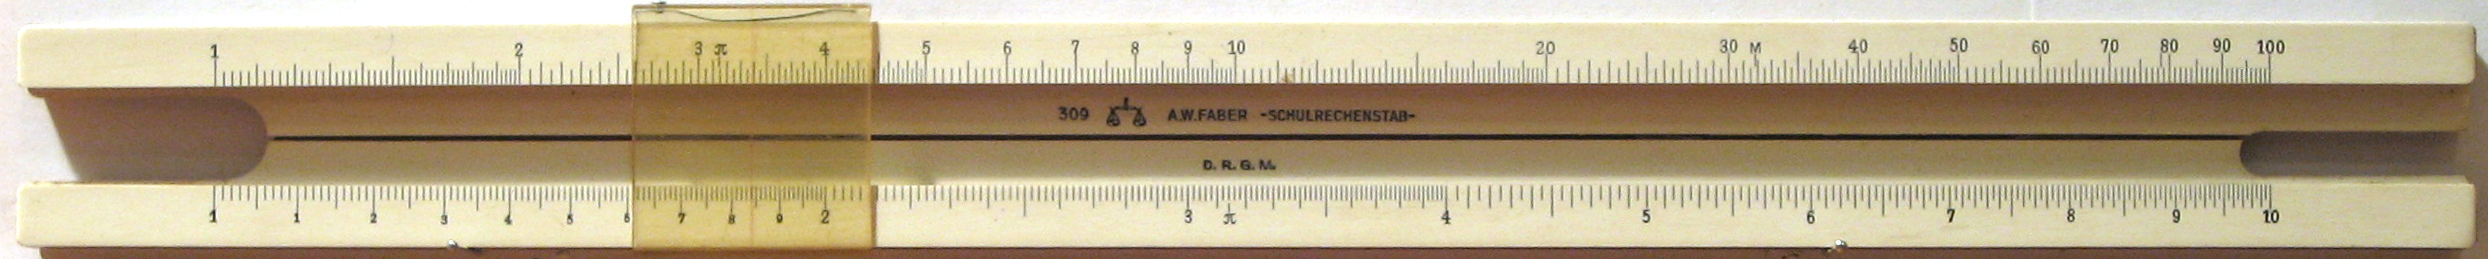 1 2 3 π 4 5 6 7 8 9 10 20 30 M 40 50 60 70 80 90 100
309 A.W.FABER -SCHULRECHENSTAB-
D. R. G. M.
1 1 2 3 4 5 6 7 8 9 2 3 π 4 5 6 7 8 9 10